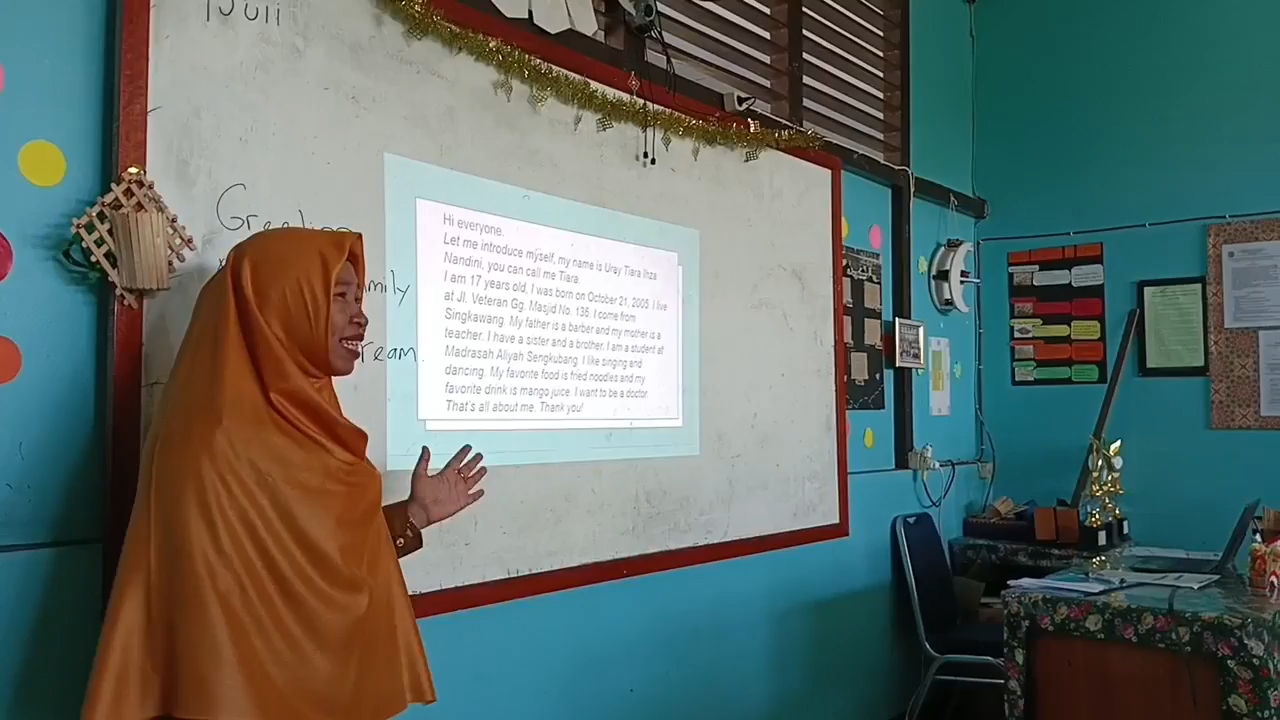 Juli
Greeting
Hi everyone.
Let me introduce myself, my name is Uray Tiara Ihza
Nandini, you can call me Tiara.
I am 17 years old, I was born on October 21, 2005. I live
at Jl. Veteran Gg. Masjid No. 136. I come from
Singkawang. My father is a barber and my mother is a
teacher. I have a sister and a brother. I am a student at
Madrasah Aliyah Sengkubang. I like singing and
dancing. My favorite food is fried noodles and my
favorite drink is mango juice. I want to be a doctor.
That's all about me. Thank you!